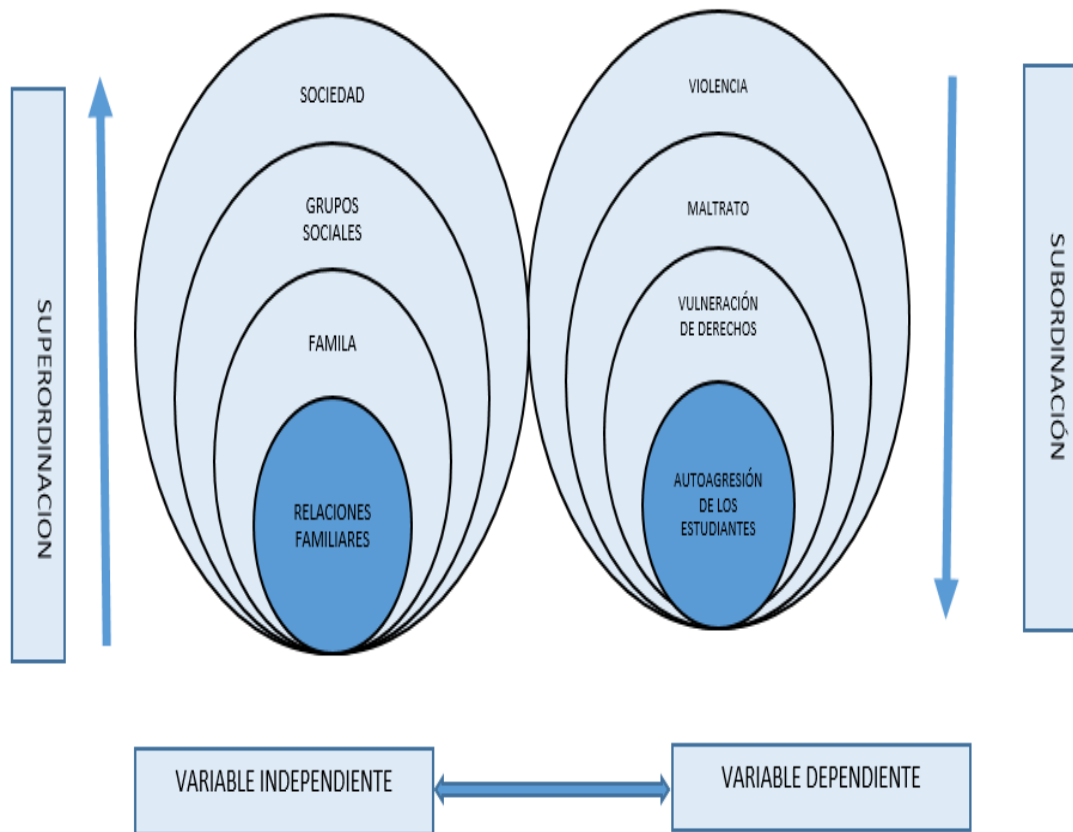 SUPERORDINACION
SOCIEDAD
GRUPOS
SOCIALES
FAMILA
RELACIONES
FAMILIARES
VIOLENCIA
MALTRATO
VULNERACIÓN
DE DERECHOS
AUTOAGRESIÓN
DE LOS
ESTUDIANTES
SUBORDINACIÓN
VARIABLE INDEPENDIENTE
VARIABLE DEPENDIENTE